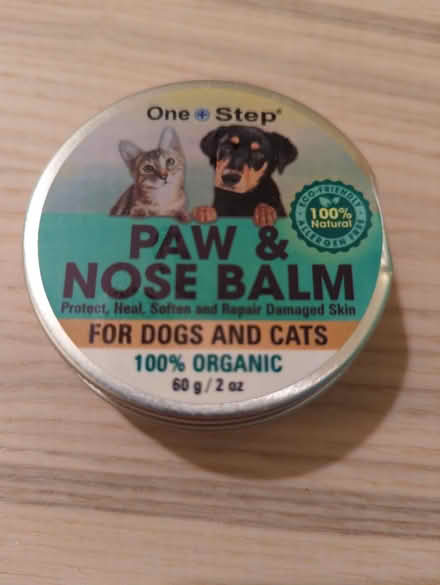 One + Step®
ECO-FRIENDLY
100%
Natural
ALLERGEN FREE
PAW &
NOSE BALM
Protect, Heal, Soften and Repair Damaged Skin
FOR DOGS AND CATS
100% ORGANIC
60 g / 2 oz